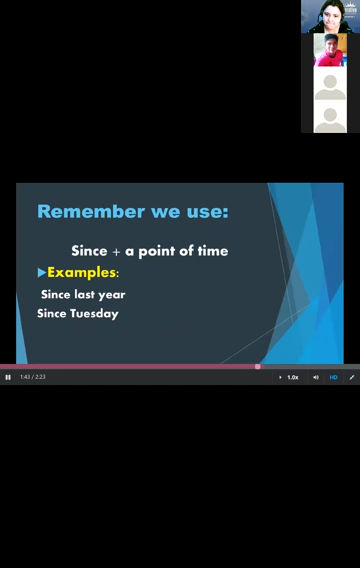 Remember we use:
Since + a point of time
Examples:
Since last year
Since Tuesday
1:43 / 2:23
1.0x
HD